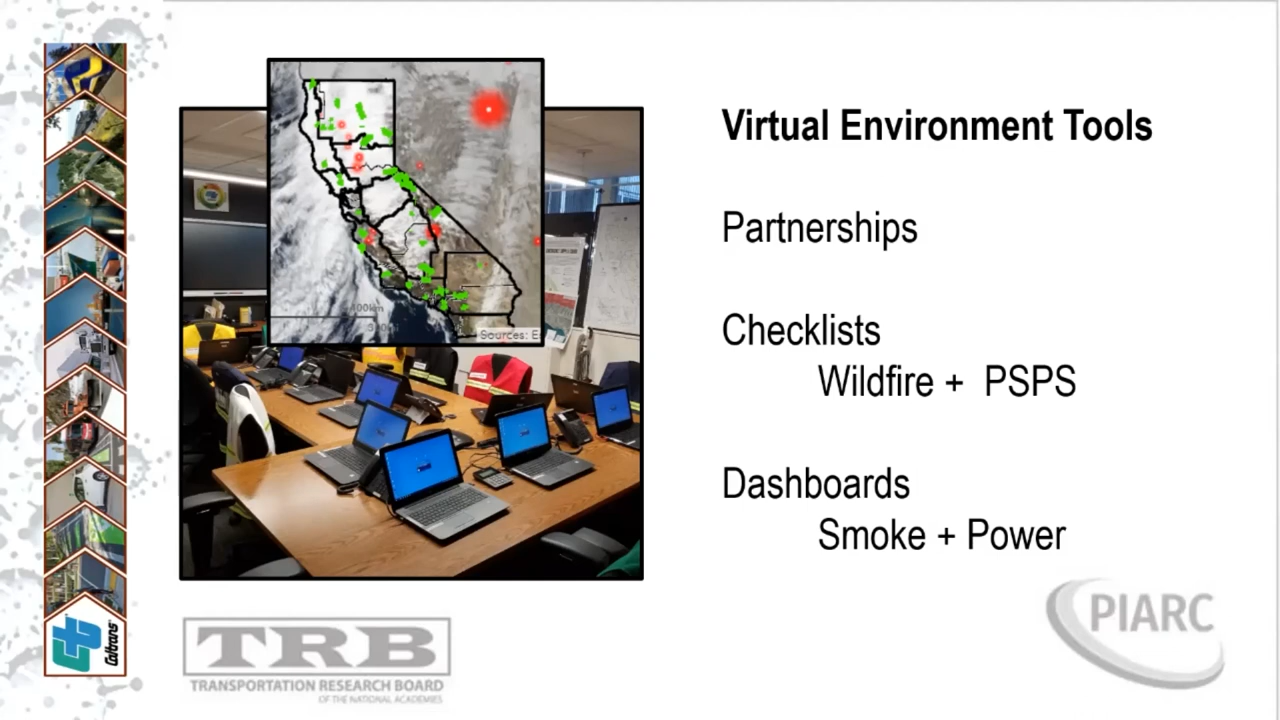 Virtual Environment Tools
Partnerships
Checklists
Wildfire + PSPS
Dashboards
Smoke + Power
400km
Sources: E
Caltrans
TRB
TRANSPORTATION RESEARCH BOARD
OF THE NATIONAL ACADEMIES
PIARC